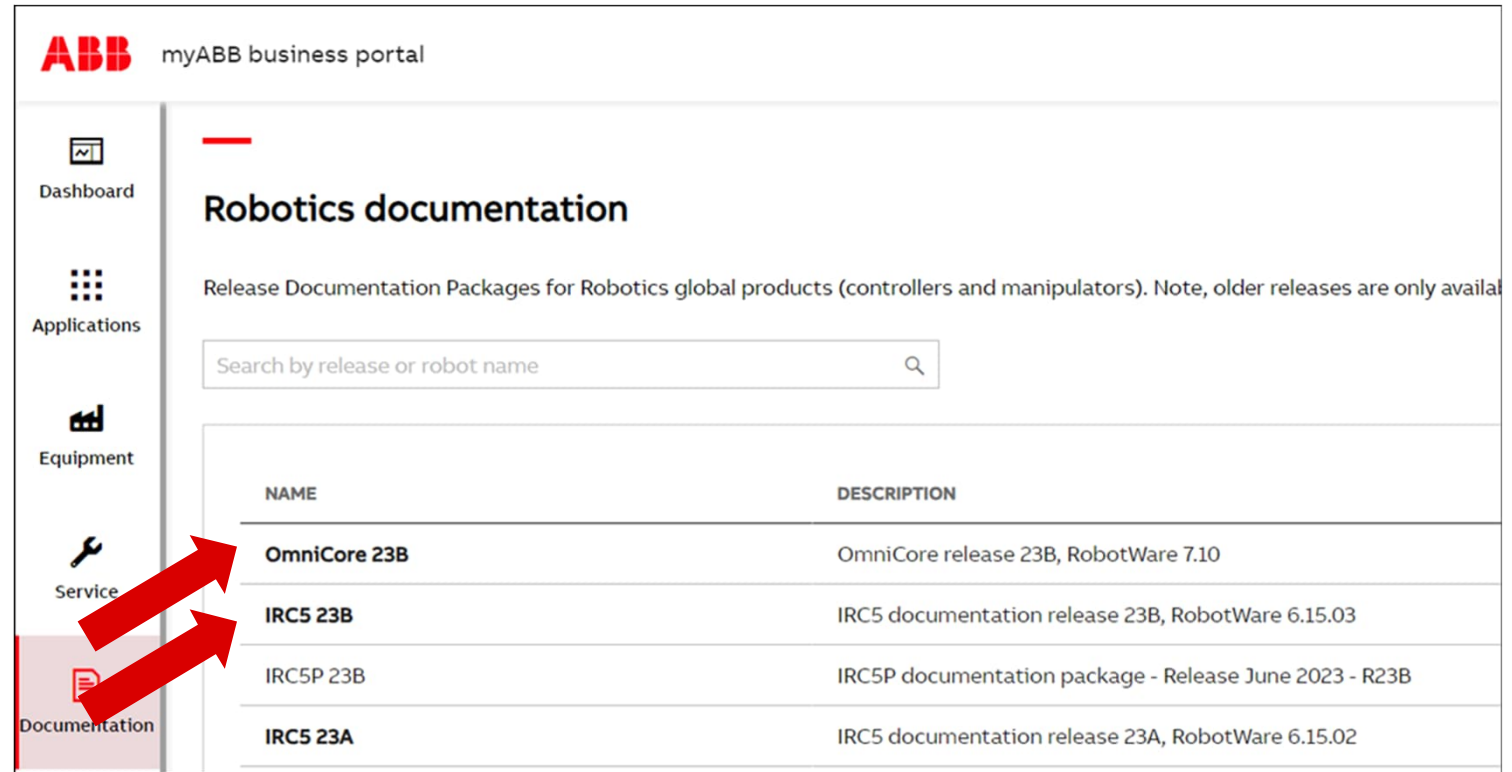 ABB myABB business portal
Dashboard
Applications
Equipment
Service
Documentation
Robotics documentation
Release Documentation Packages for Robotics global products (controllers and manipulators). Note, older releases are only
Search by release or robot name
NAME DESCRIPTION
OmniCore 23B OmniCore release 23B, RobotWare 7.10
IRC5 23B IRC5 documentation release 23B, RobotWare 6.15.03
IRC5P 23B IRC5P documentation package - Release June 2023 - R23B
IRC5 23A IRC5 documentation release 23A, RobotWare 6.15.02